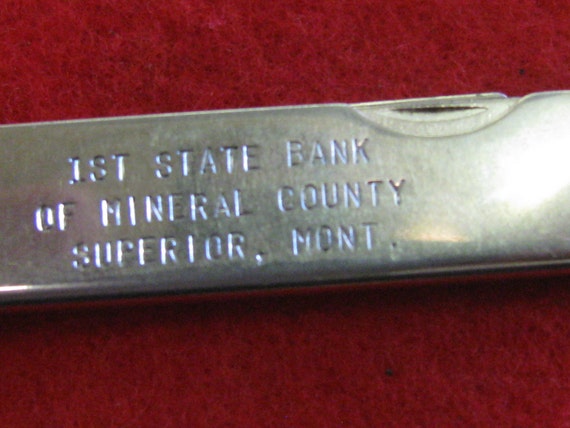 1ST STATE BANK
OF MINERAL COUNTY
SUPERIOR, MONT.